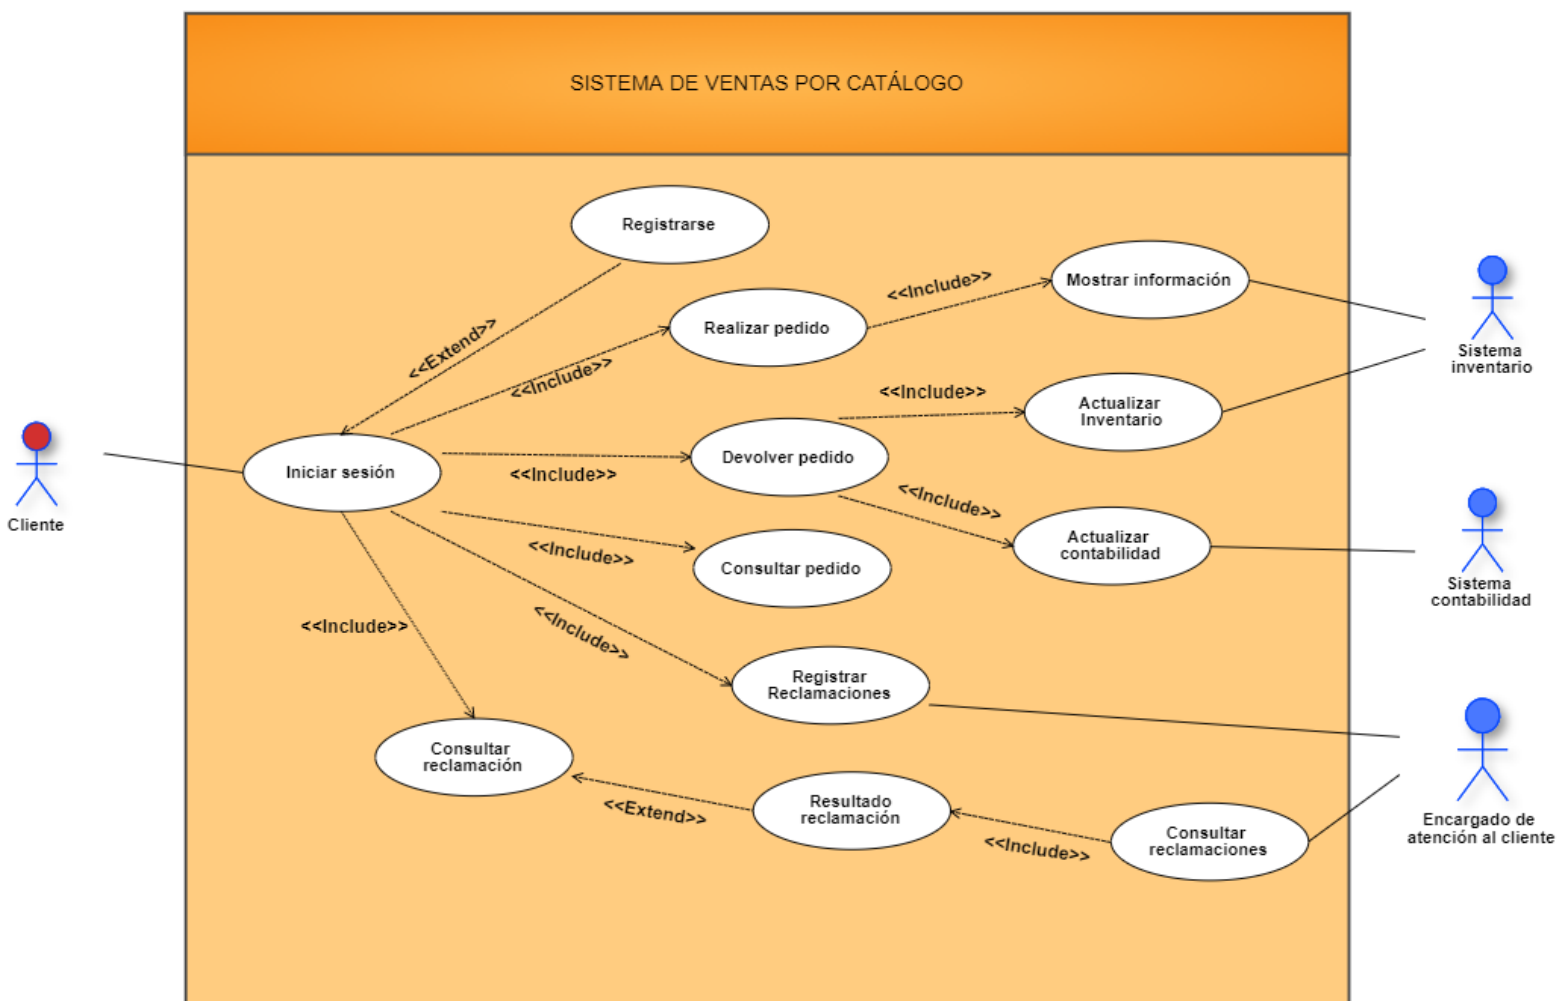 SISTEMA DE VENTAS POR CATÁLOGO
Registrarse
<<Extend>>
<<Include>>
Realizar pedido
<<Include>>
Mostrar información
Sistema
inventario
<<Include>>
Actualizar
Inventario
Cliente
Iniciar sesión
<<Include>>
Devolver pedido
<<Include>>
Actualizar
contabilidad
Sistema
contabilidad
<<Include>>
Consultar pedido
<<Include>>
<<Include>>
Registrar
Reclamaciones
Consultar
reclamación
<<Extend>>
Resultado
reclamación
<<Include>>
Consultar
reclamaciones
Encargado de
atención al cliente